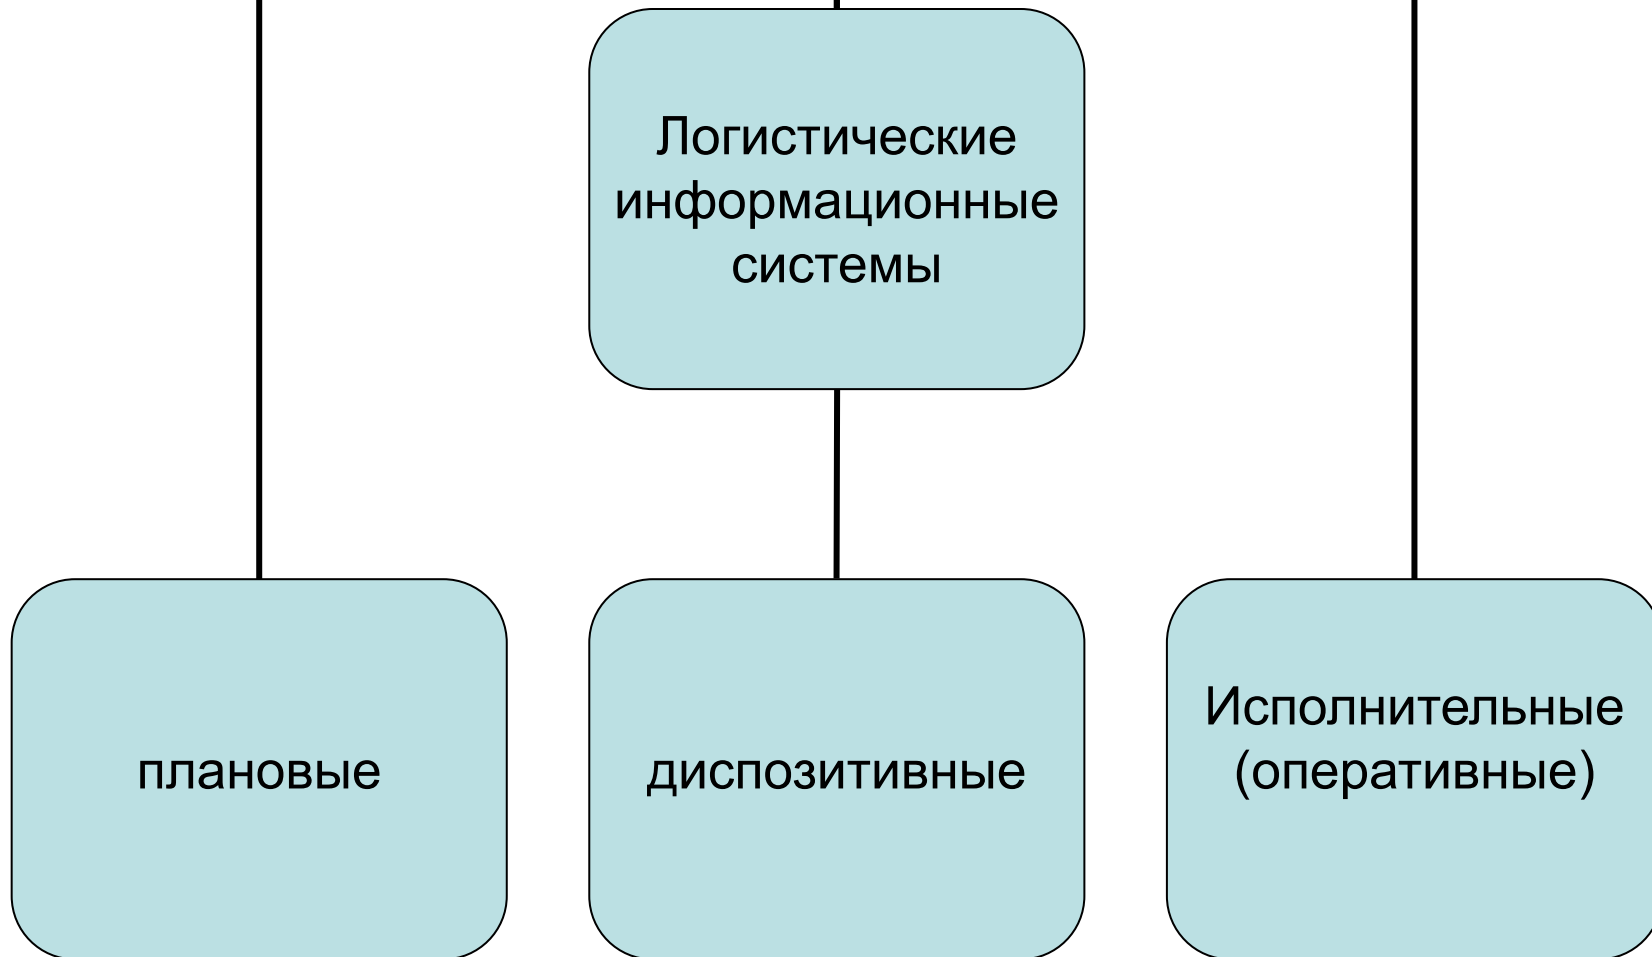 Логистические
информационные
системы
плановые
диспозитивные
Исполнительные
(оперативные)